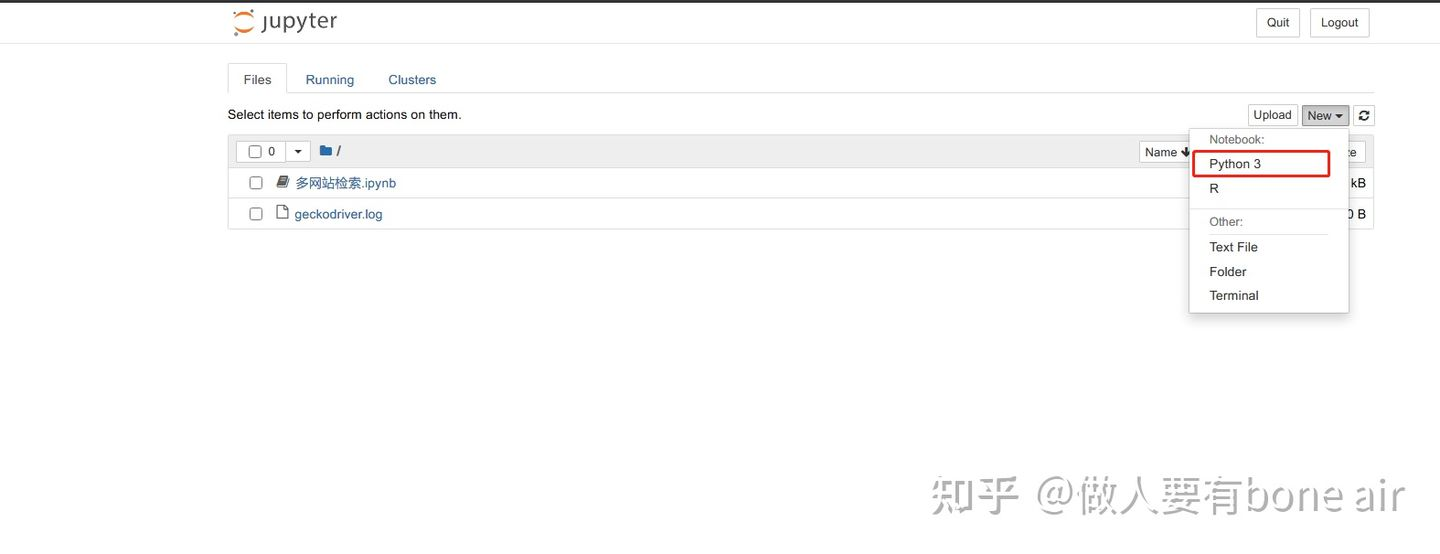 jupyter
Quit Logout
Files Running Clusters
Select items to perform actions on them.
Upload New
0 / Name
Notebook:
Python 3
R
Other:
Text File
Folder
Terminal
多网站检索.ipynb kB
geckodriver.log 0 B
知乎 @做人要有bone air